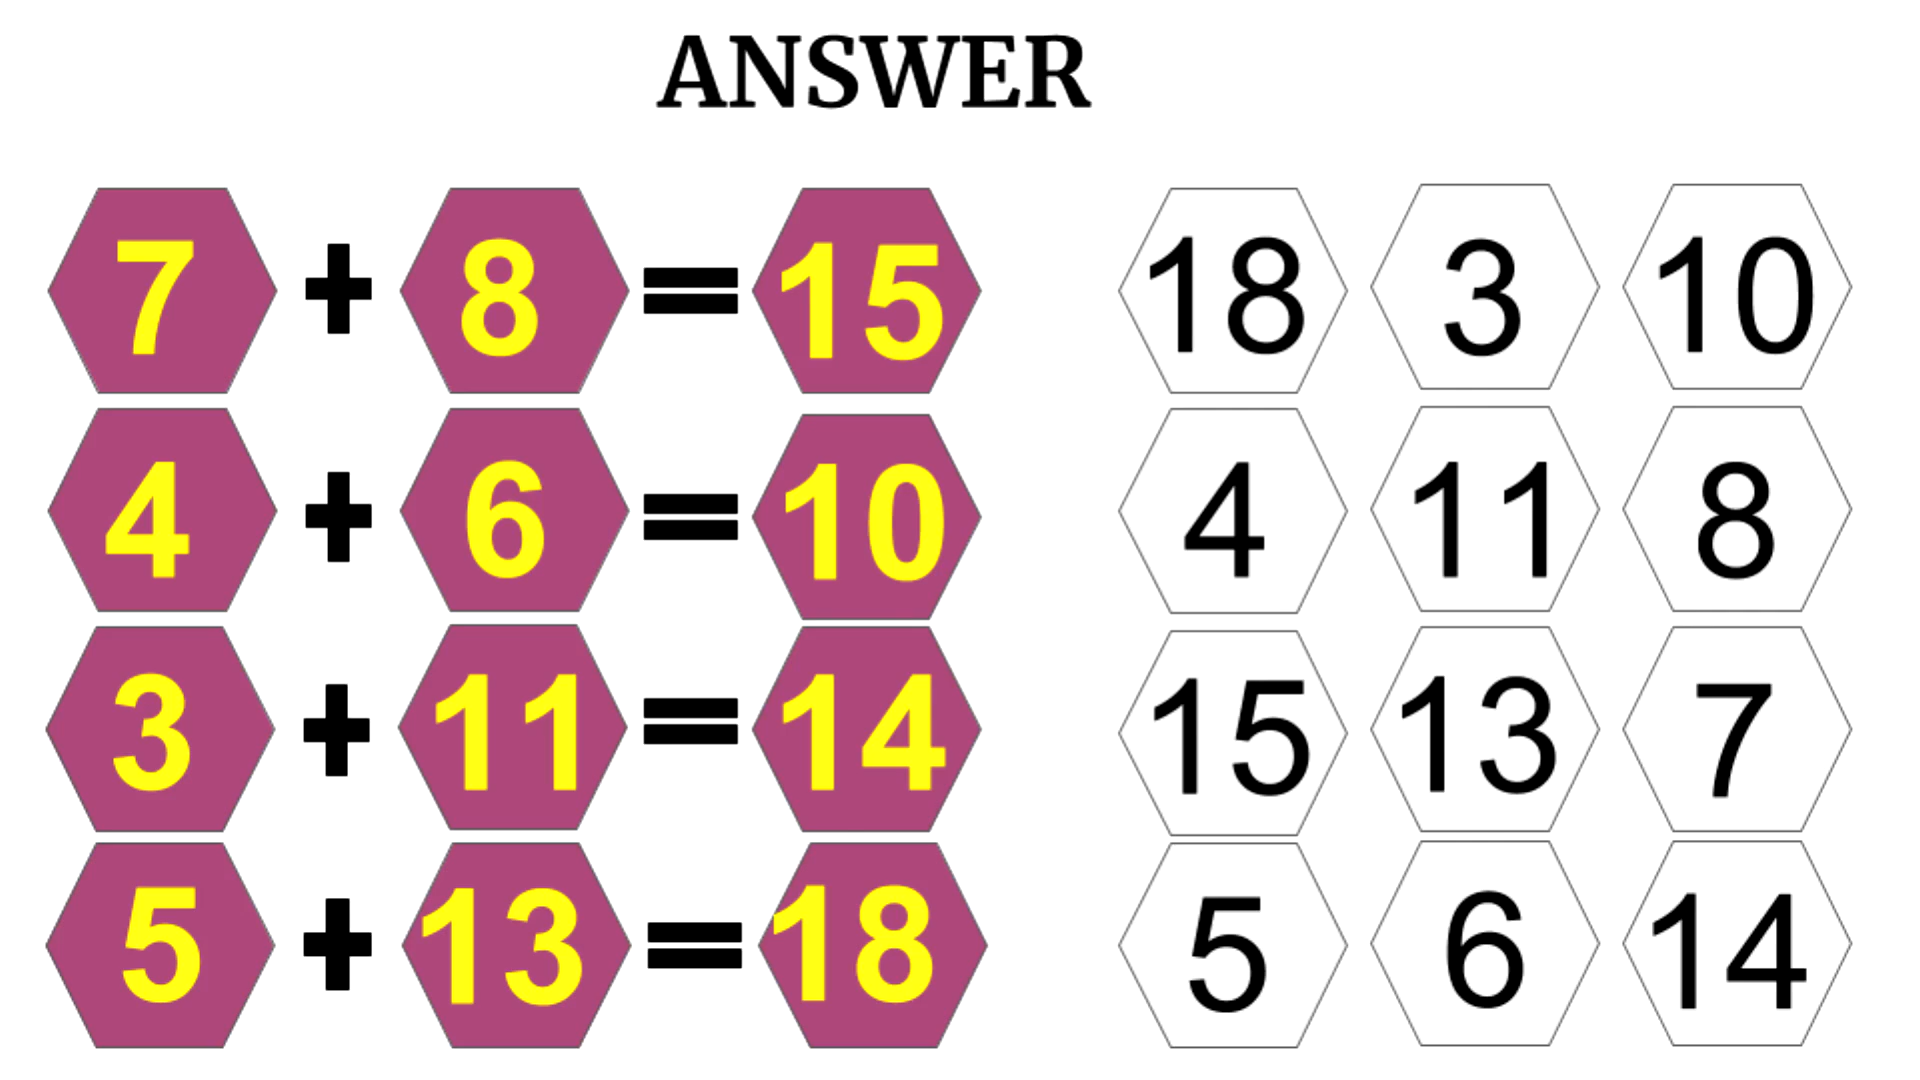 ANSWER
7 + 8 = 15 18 3 10
4 + 6 = 10 4 11 8
3 + 11 = 14 15 13 7
5 + 13 = 18 5 6 14